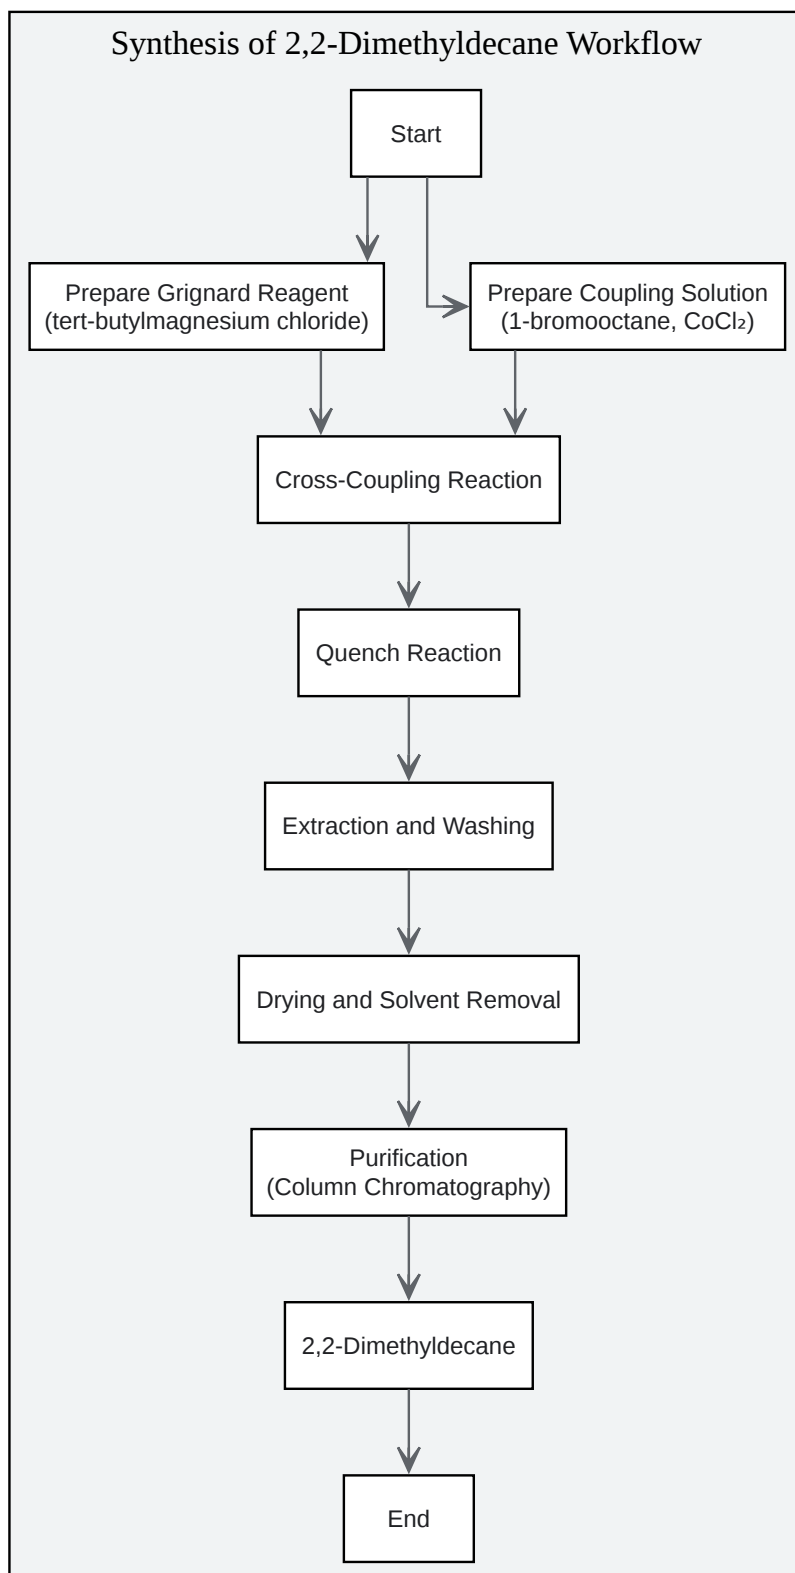 Synthesis of 2,2-Dimethyldecane Workflow
Start
Prepare Grignard Reagent
(tert-butylmagnesium chloride)
Prepare Coupling Solution
(1-bromooctane, CoCl₂)
Cross-Coupling Reaction
Quench Reaction
Extraction and Washing
Drying and Solvent Removal
Purification
(Column Chromatography)
2,2-Dimethyldecane
End